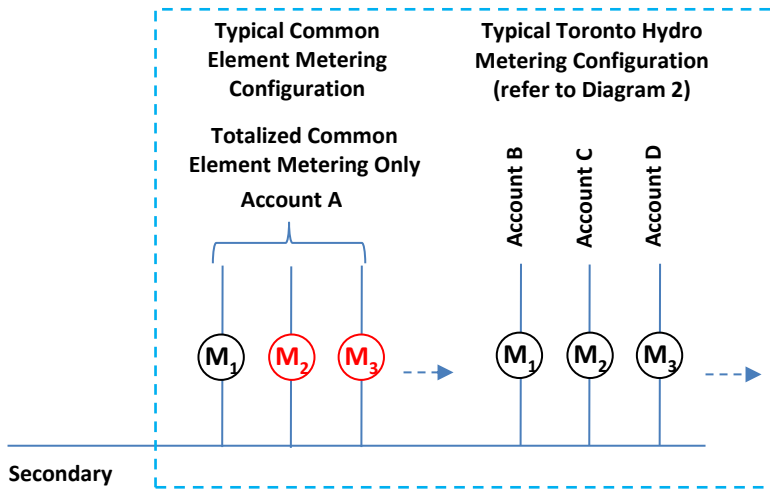 Typical Common
Element Metering
Configuration
Totalized Common
Element Metering Only
Account A
Typical Toronto Hydro
Metering Configuration
(refer to Diagram 2)
Account B
Account C
Account D
M1
M2
M3
M1
M2
M3
Secondary